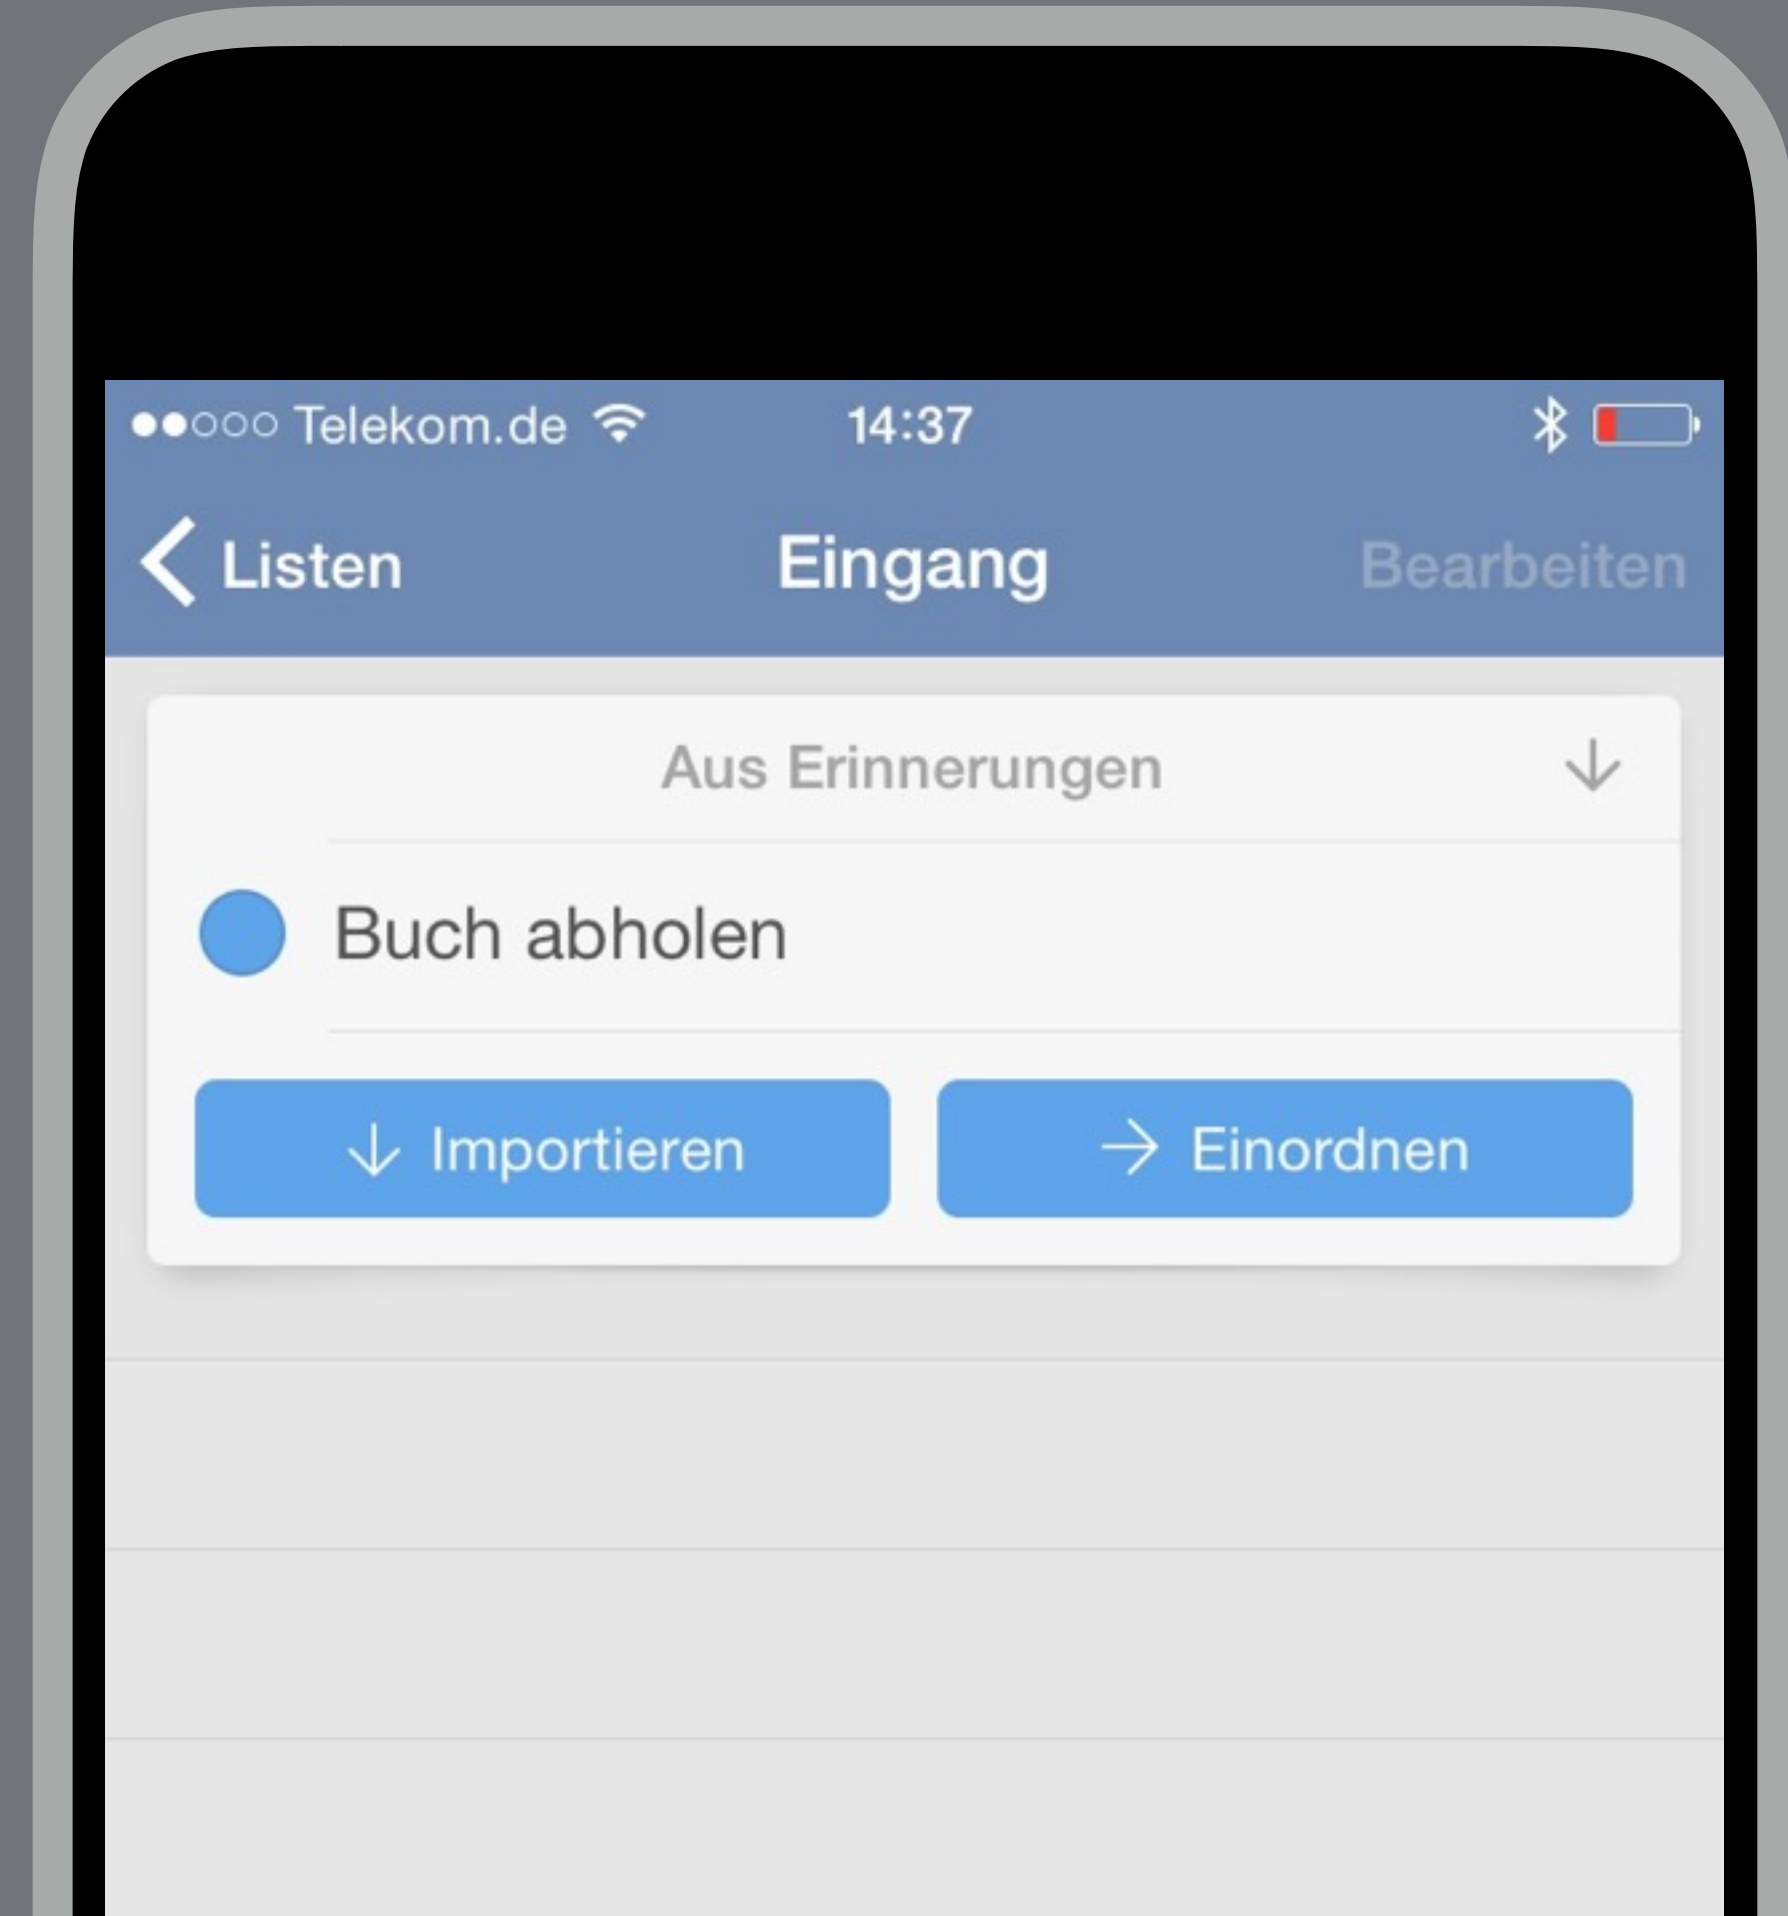 Telekom.de 14:37
Listen Eingang Bearbeiten
Aus Erinnerungen
Buch abholen
Importieren Einordnen